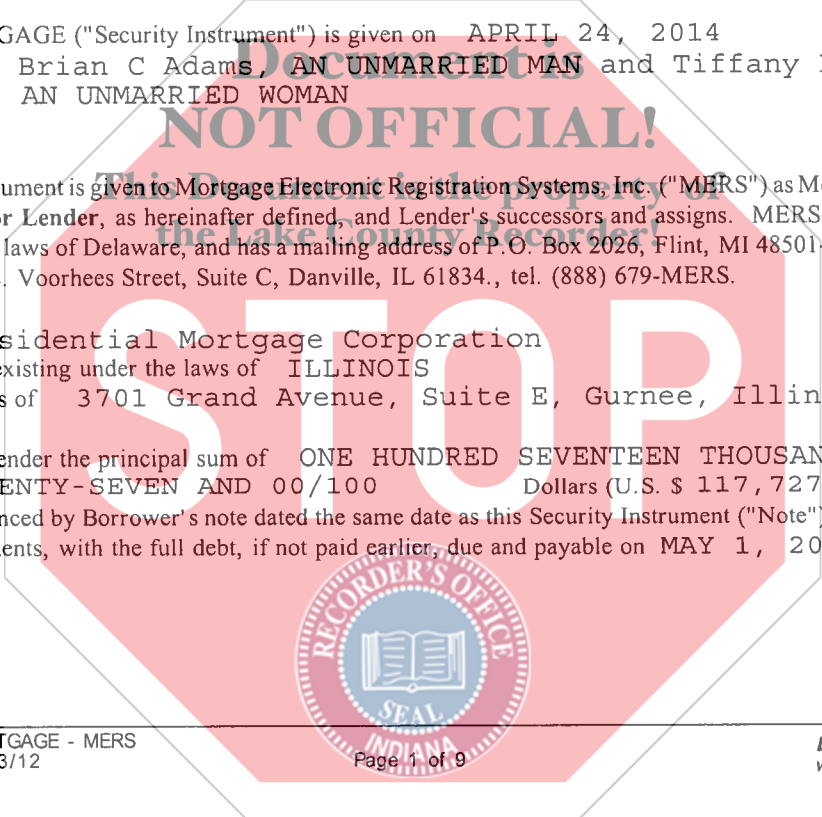 GAGE ("Security Instrument") is given on APRIL 24, 2014
Document is
Brian C Adams, AN UNMARRIED MAN and Tiffany
AN UNMARRIED WOMAN
NOT OFFICIAL!
This Document is the property of
ument is given to Mortgage Electronic Registration Systems, Inc. ("MERS") as M
or Lender, as hereinafter defined, and Lender's successors and assigns. MERS
the Lake County Recorder!
laws of Delaware, and has a mailing address of P.O. Box 2026, Flint, MI 48501-
. Voorhees Street, Suite C, Danville, IL 61834., tel. (888) 679-MERS.
STOP
sidential Mortgage Corporation
existing under the laws of ILLINOIS
s of 3701 Grand Avenue, Suite E, Gurnee, Illin
ender the principal sum of ONE HUNDRED SEVENTEEN THOUSAN
ENTY-SEVEN AND 00/100 Dollars (U.S. $ 117,727
nced by Borrower's note dated the same date as this Security Instrument ("Note")
ents, with the full debt, if not paid earlier, due and payable on MAY 1, 20
RECORDER'S OFFICE
SEAL
INDIANA
TGAGE - MERS
3/12 Page 1 of 9